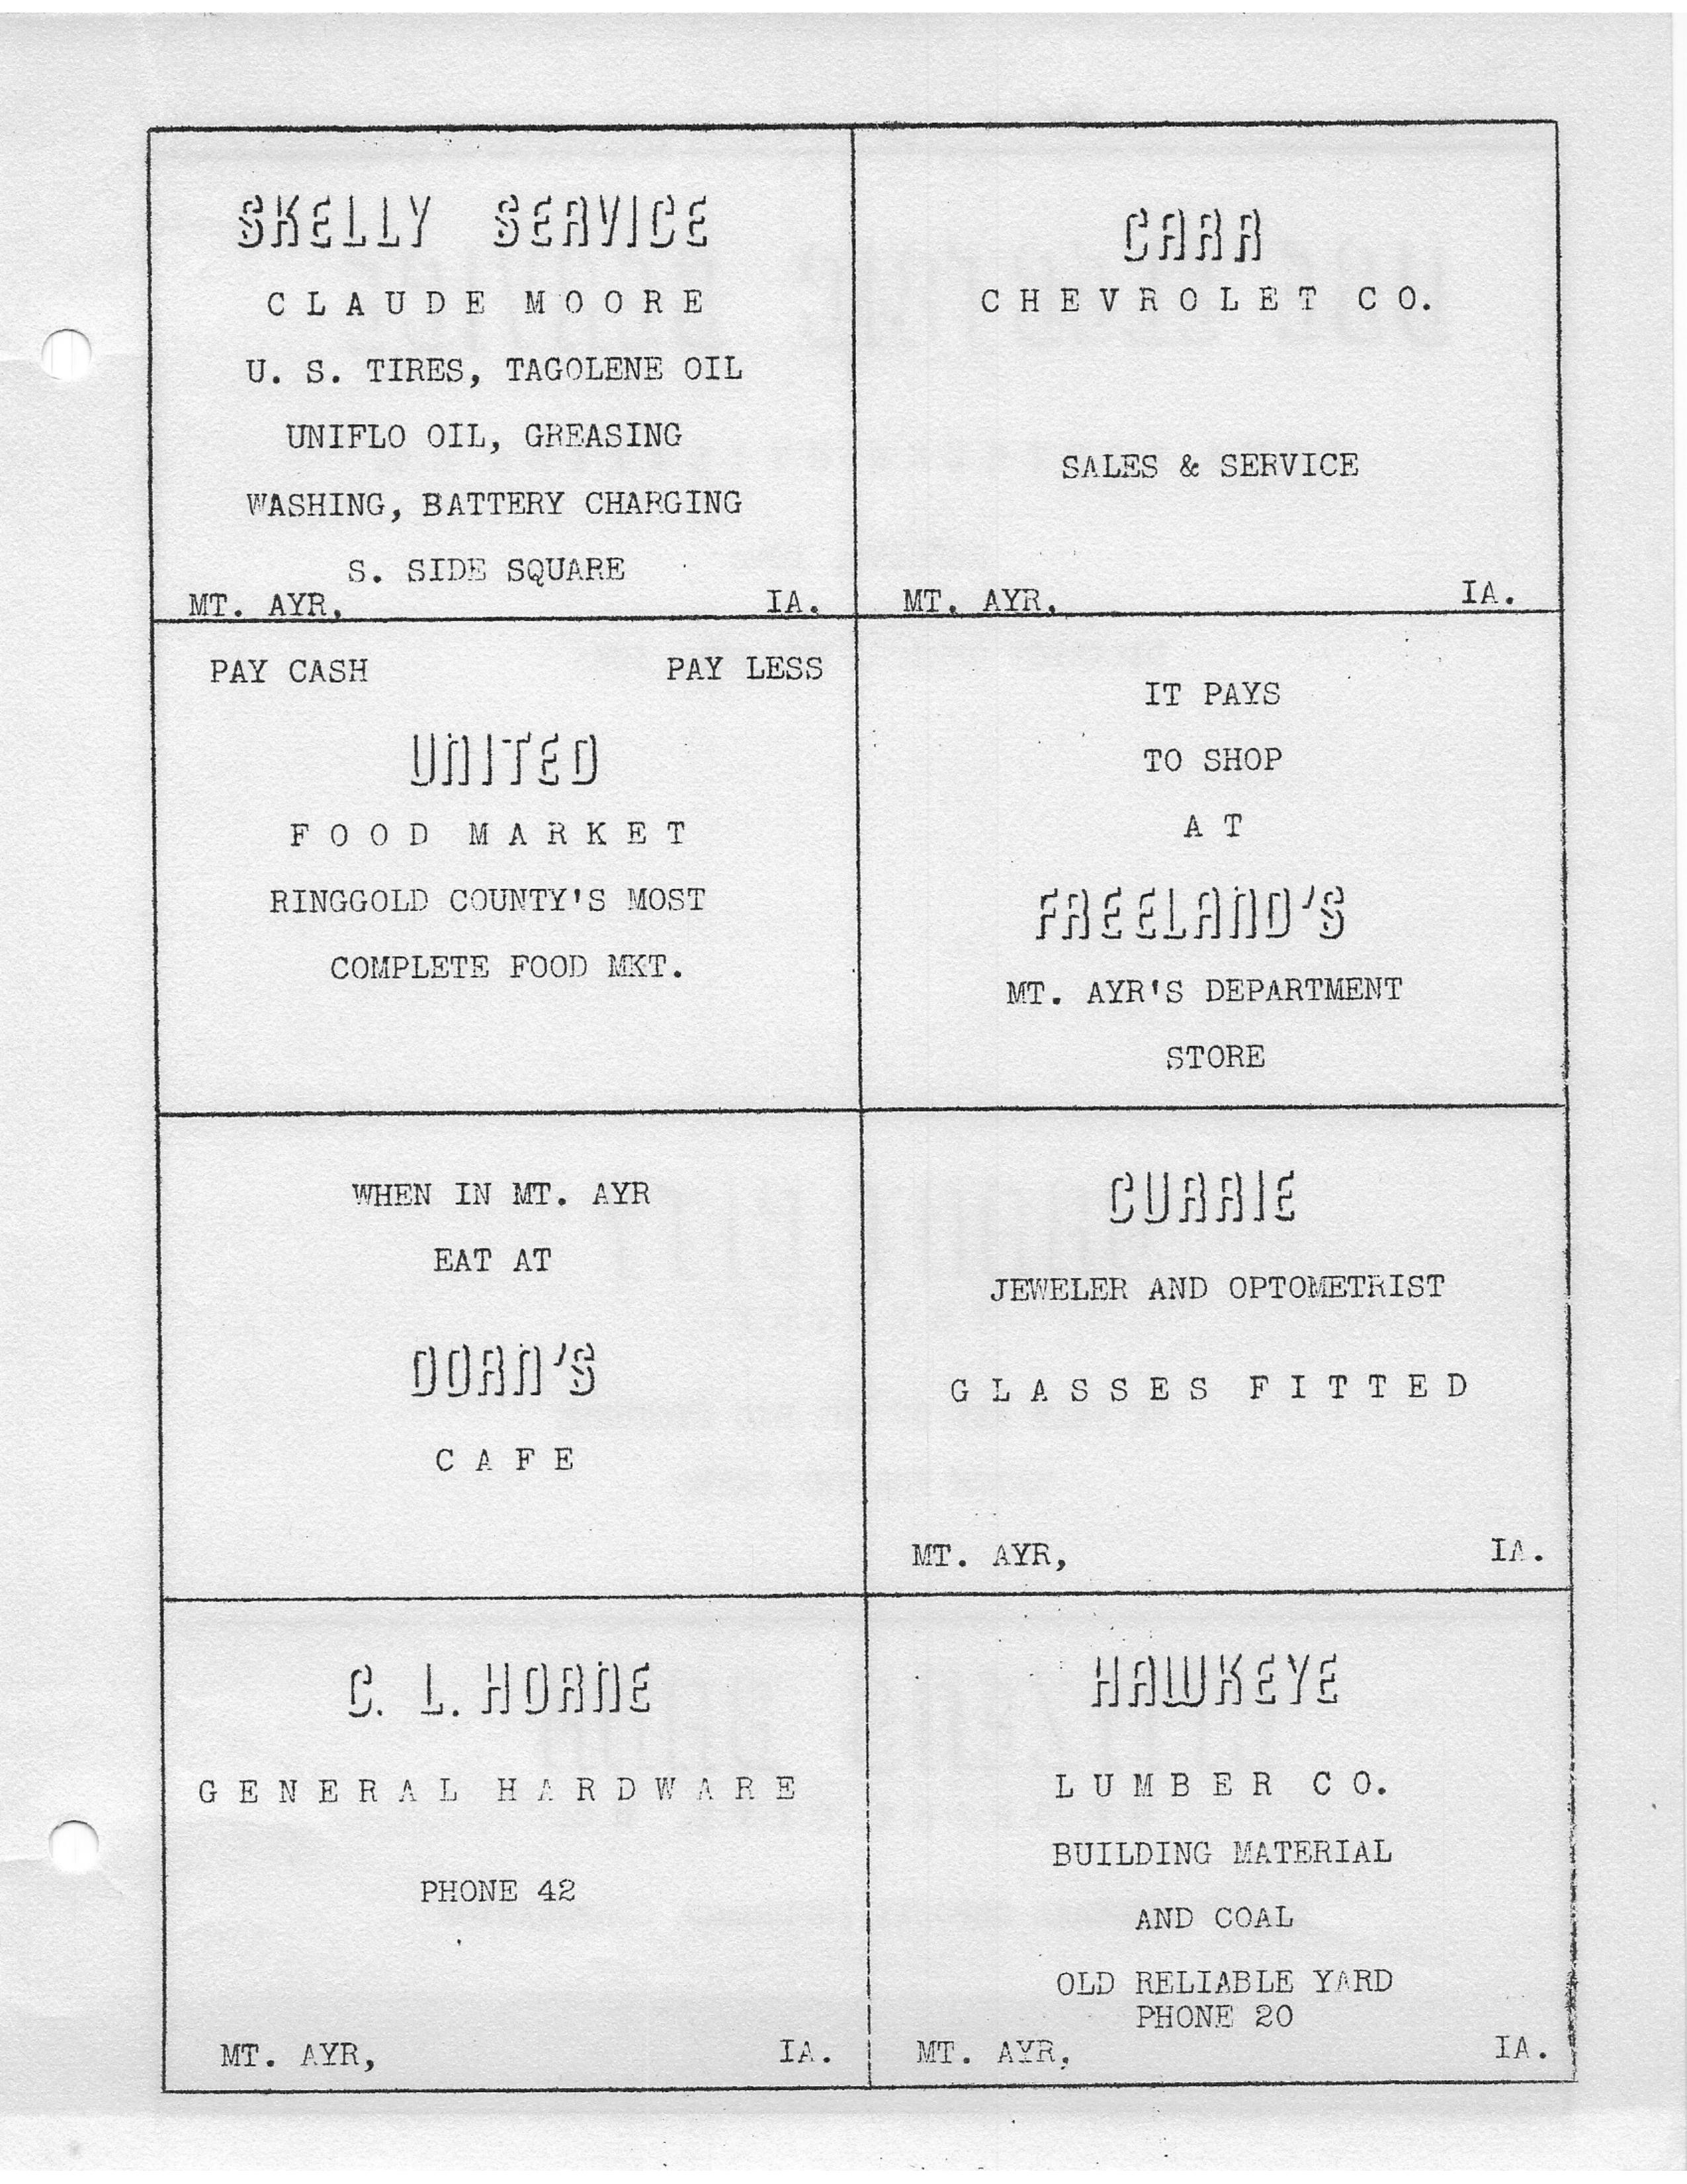 SKELLY SERVICE
CLAUDE MOORE
U. S. TIRES, TAGOLENE OIL
UNIFLO OIL, GREASING
WASHING, BATTERY CHARGING
S. SIDE SQUARE
MT. AYR, IA.
CARR
CHEVROLET CO.
SALES & SERVICE
MT. AYR, IA.
PAY CASH PAY LESS
UNITED
FOOD MARKET
RINGGOLD COUNTY'S MOST
COMPLETE FOOD MKT.
IT PAYS
TO SHOP
AT
FREELAND'S
MT. AYR'S DEPARTMENT
STORE
WHEN IN MT. AYR
EAT AT
DOAN'S
CAFE
CURRIE
JEWELER AND OPTOMETRIST
GLASSES FITTED
MT. AYR, IA.
C. L. HORNE
GENERAL HARDWARE
PHONE 42
MT. AYR, IA.
HAWKEYE
LUMBER CO.
BUILDING MATERIAL
AND COAL
OLD RELIABLE YARD
PHONE 20
MT. AYR, IA.